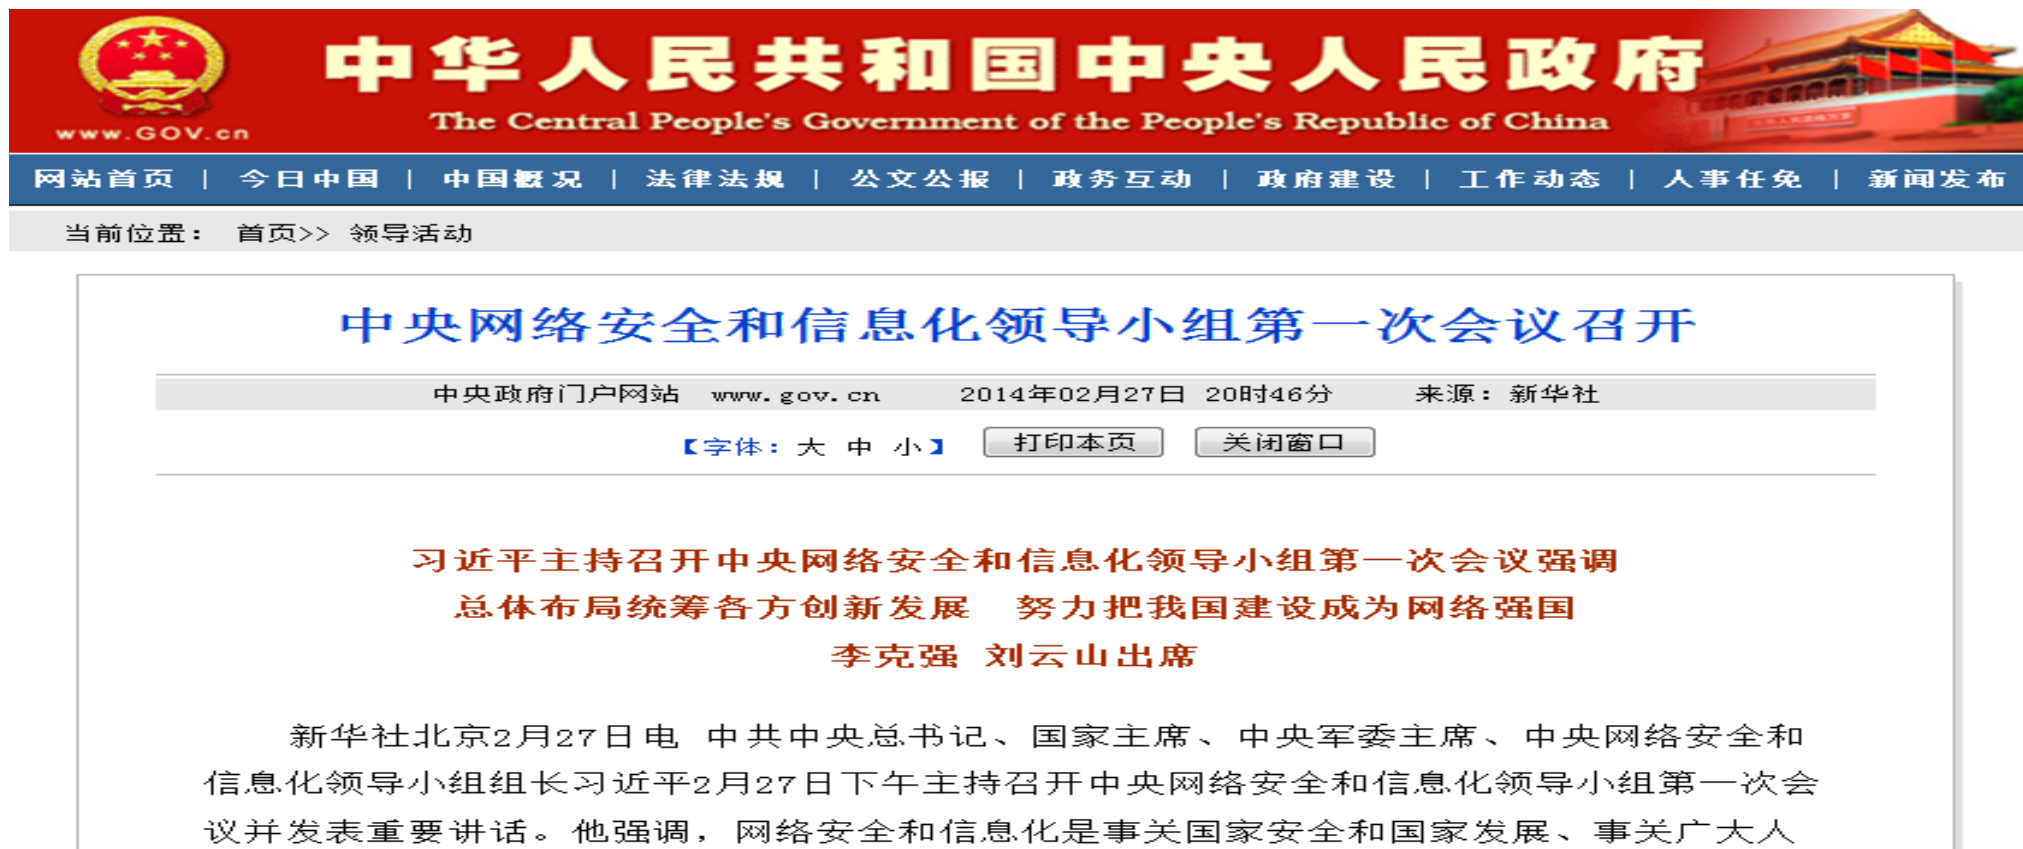 中华人民共和国中央人民政府
www.GOV.cn
The Central People's Government of the People's Republic of China
网站首页 | 今日中国 | 中国概况 | 法律法规 | 公文公报 | 政务互动 | 政府建设 | 工作动态 | 人事任免 | 新闻发布
当前位置： 首页>> 领导活动
中央网络安全和信息化领导小组第一次会议召开
中央政府门户网站 www.gov.cn 2014年02月27日 20时46分 来源：新华社
【字体：大 中 小】 打印本页 关闭窗口
习近平主持召开中央网络安全和信息化领导小组第一次会议强调
总体布局统筹各方创新发展 努力把我国建设成为网络强国
李克强 刘云山出席
新华社北京2月27日电 中共中央总书记、国家主席、中央军委主席、中央网络安全和
信息化领导小组组长习近平2月27日下午主持召开中央网络安全和信息化领导小组第一次会
议并发表重要讲话。他强调，网络安全和信息化是事关国家安全和国家发展、事关广大人